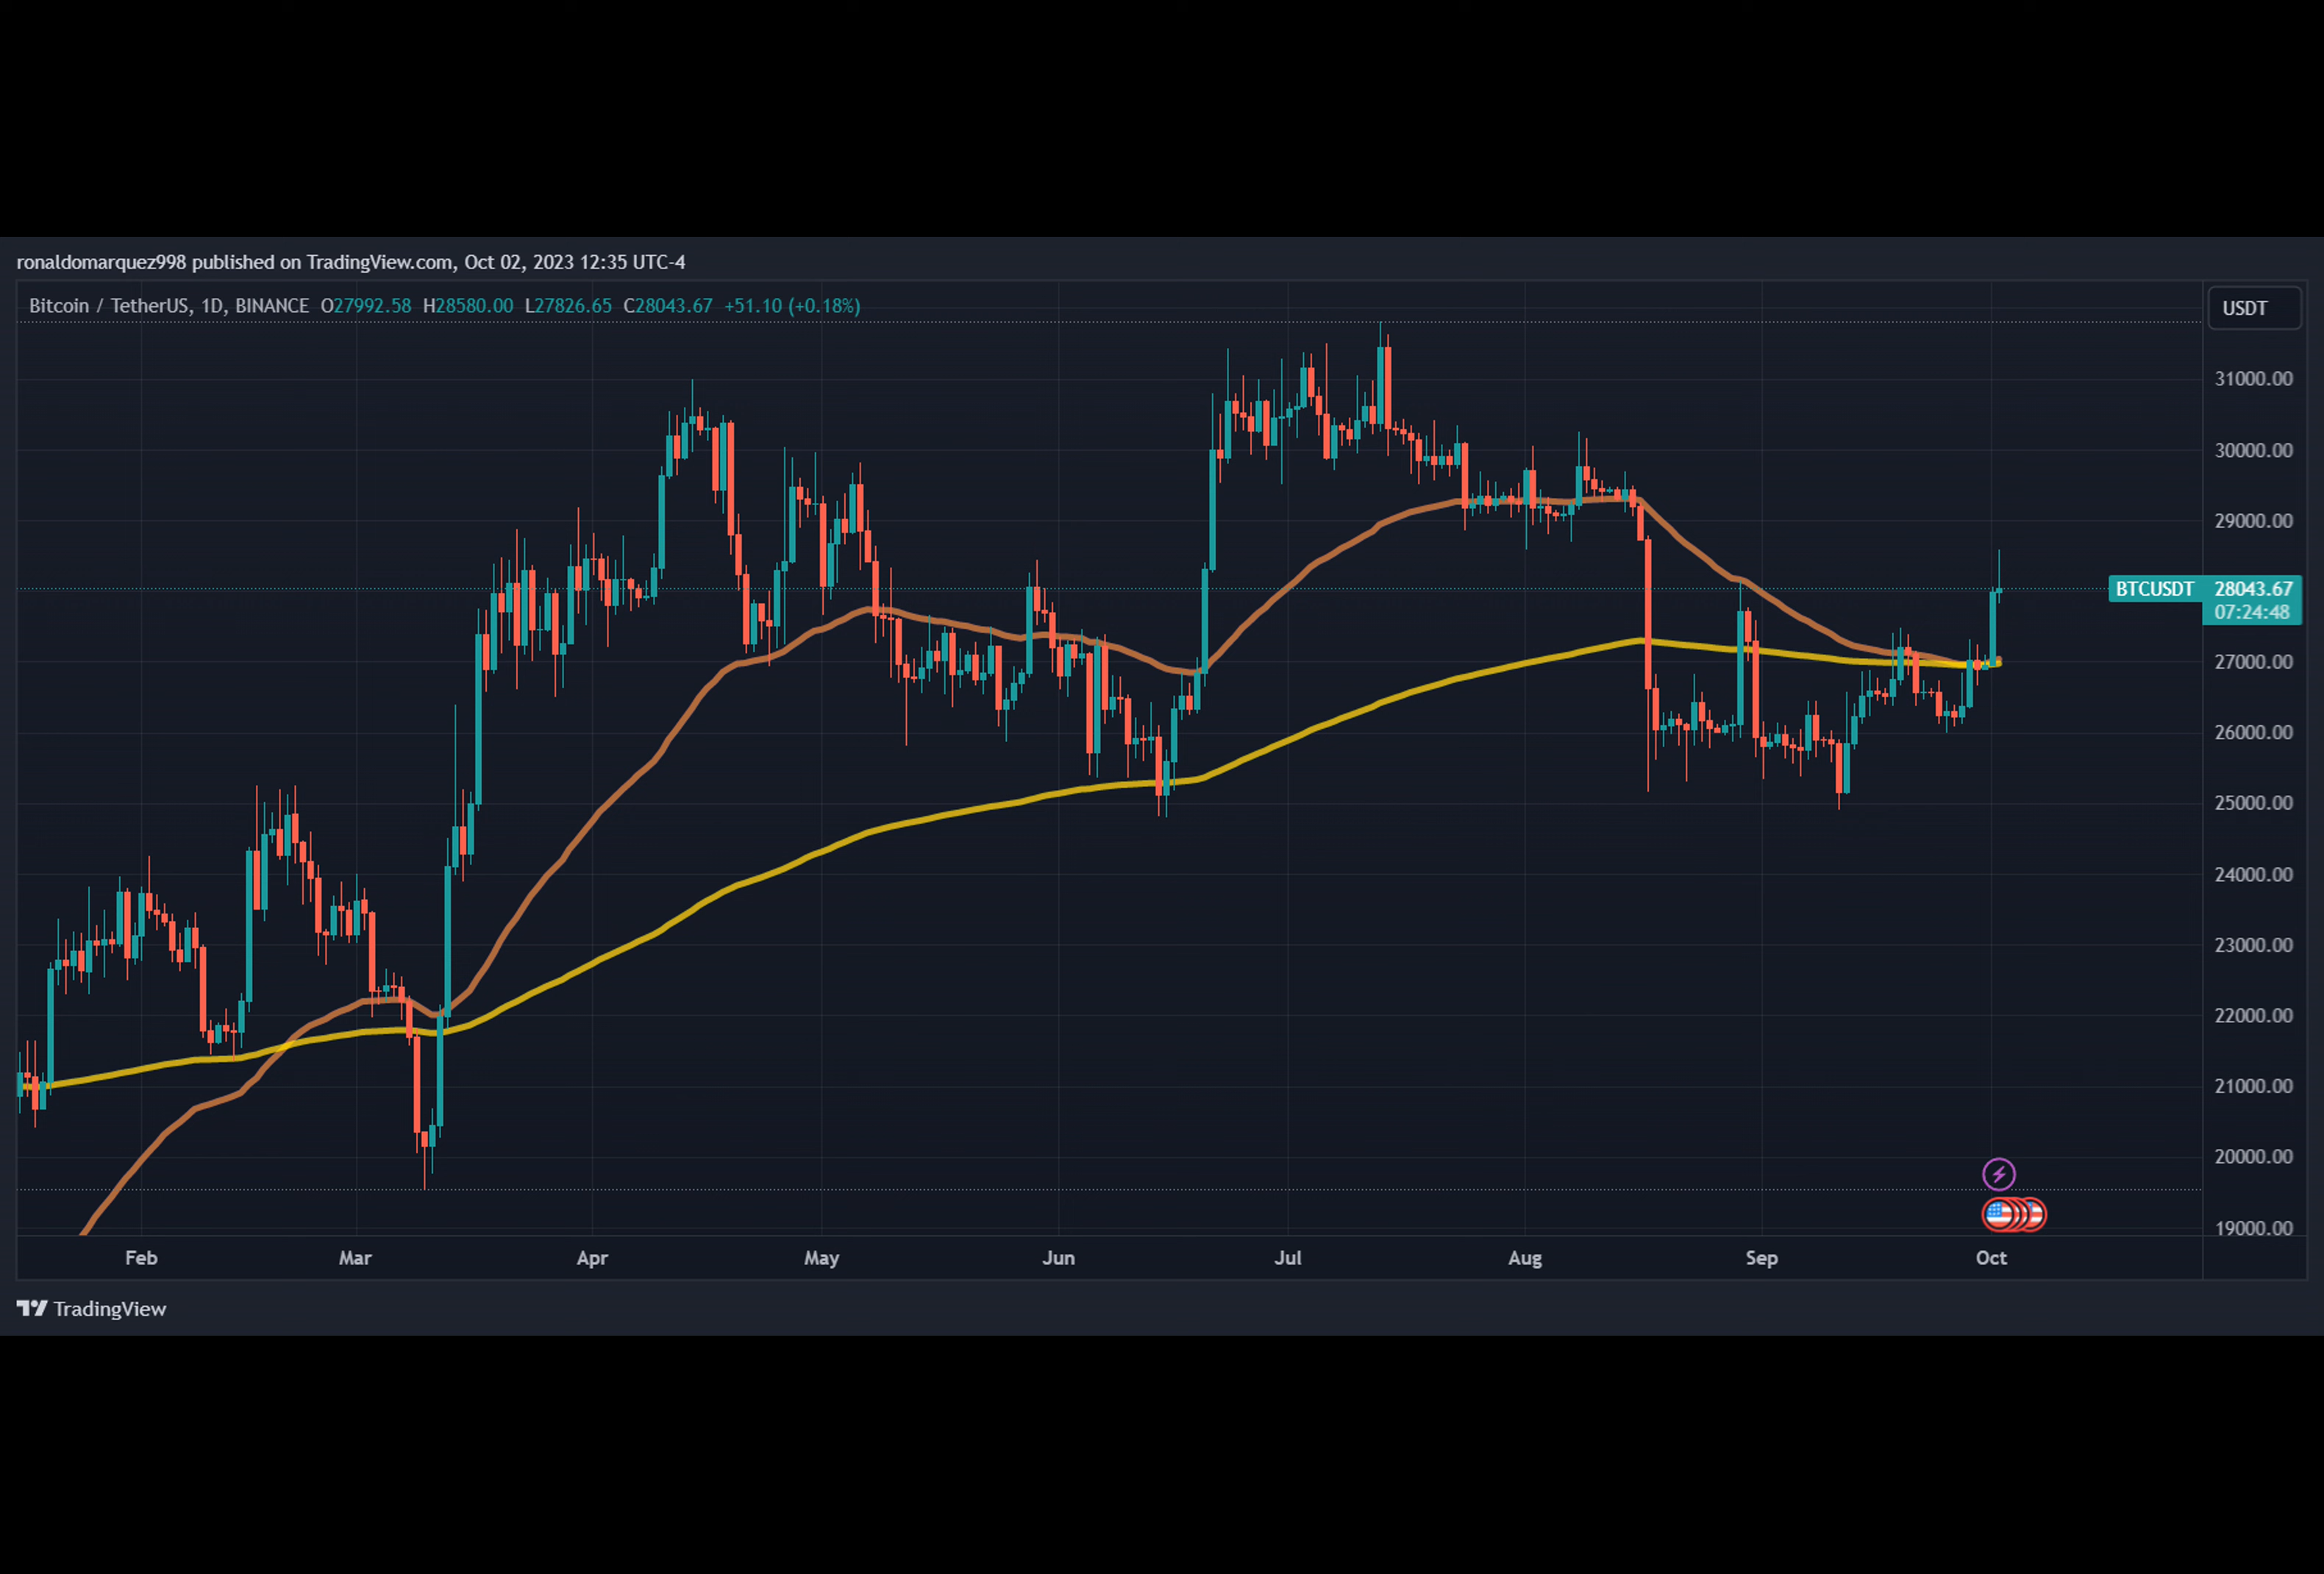 ronaldomarquez998 published on TradingView.com, Oct 02, 2023 12:35 UTC-4
Bitcoin / TetherUS, 1D, BINANCE O27992.58 H28580.00 L27826.65 C28043.67 +51.10 (+0.18%)
USDT
31000.00
30000.00
29000.00
BTCUSDT 28043.67
07:24:48
27000.00
26000.00
25000.00
24000.00
23000.00
22000.00
21000.00
20000.00
19000.00
Feb Mar Apr May Jun Jul Aug Sep Oct
TradingView